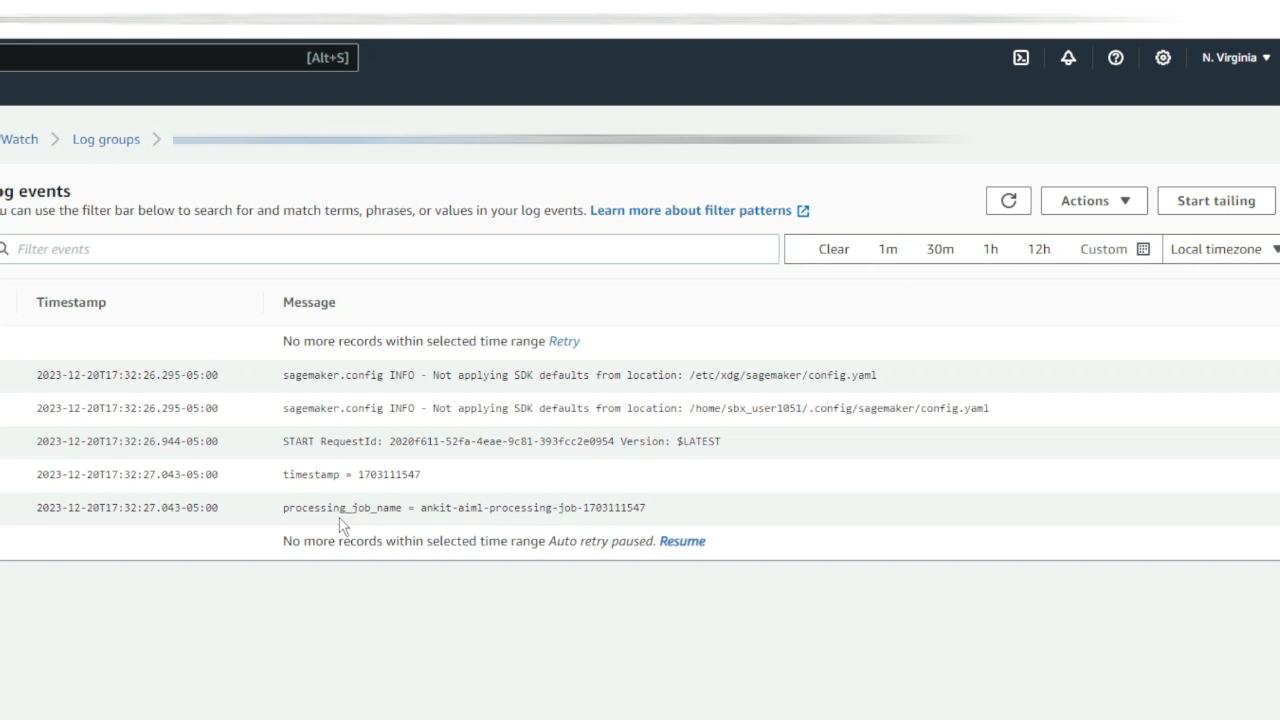 [Alt+S]
N. Virginia
Watch
Log groups
og events
u can use the filter bar below to search for and match terms, phrases, or values in your log events. Learn more about filter patterns
Actions
Start tailing
Filter events
Clear 1m 30m 1h 12h Custom Local timezone
Timestamp Message
No more records within selected time range Retry
2023-12-20T17:32:26.295-05:00 sagemaker.config INFO - Not applying SDK defaults from location: /etc/xdg/sagemaker/config.yaml
2023-12-20T17:32:26.295-05:00 sagemaker.config INFO - Not applying SDK defaults from location: /home/sbx_user1051/.config/sagemaker/config.yaml
2023-12-20T17:32:26.944-05:00 START RequestId: 2020f611-52fa-4eae-9c81-393fcc2e0954 Version: $LATEST
2023-12-20T17:32:27.043-05:00 timestamp = 1703111547
2023-12-20T17:32:27.043-05:00 processing_job_name = ankit-aiml-processing-job-1703111547
No more records within selected time range Auto retry paused. Resume